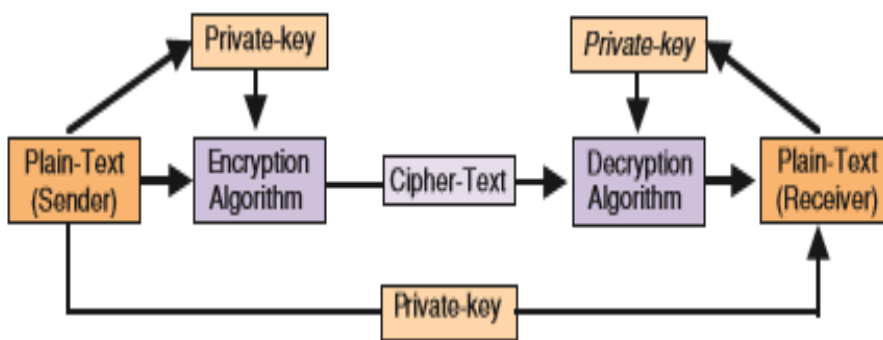 Private-key
Private-key
Plain-Text
(Sender)
Encryption
Algorithm
Cipher-Text
Decryption
Algorithm
Plain-Text
(Receiver)
Private-key